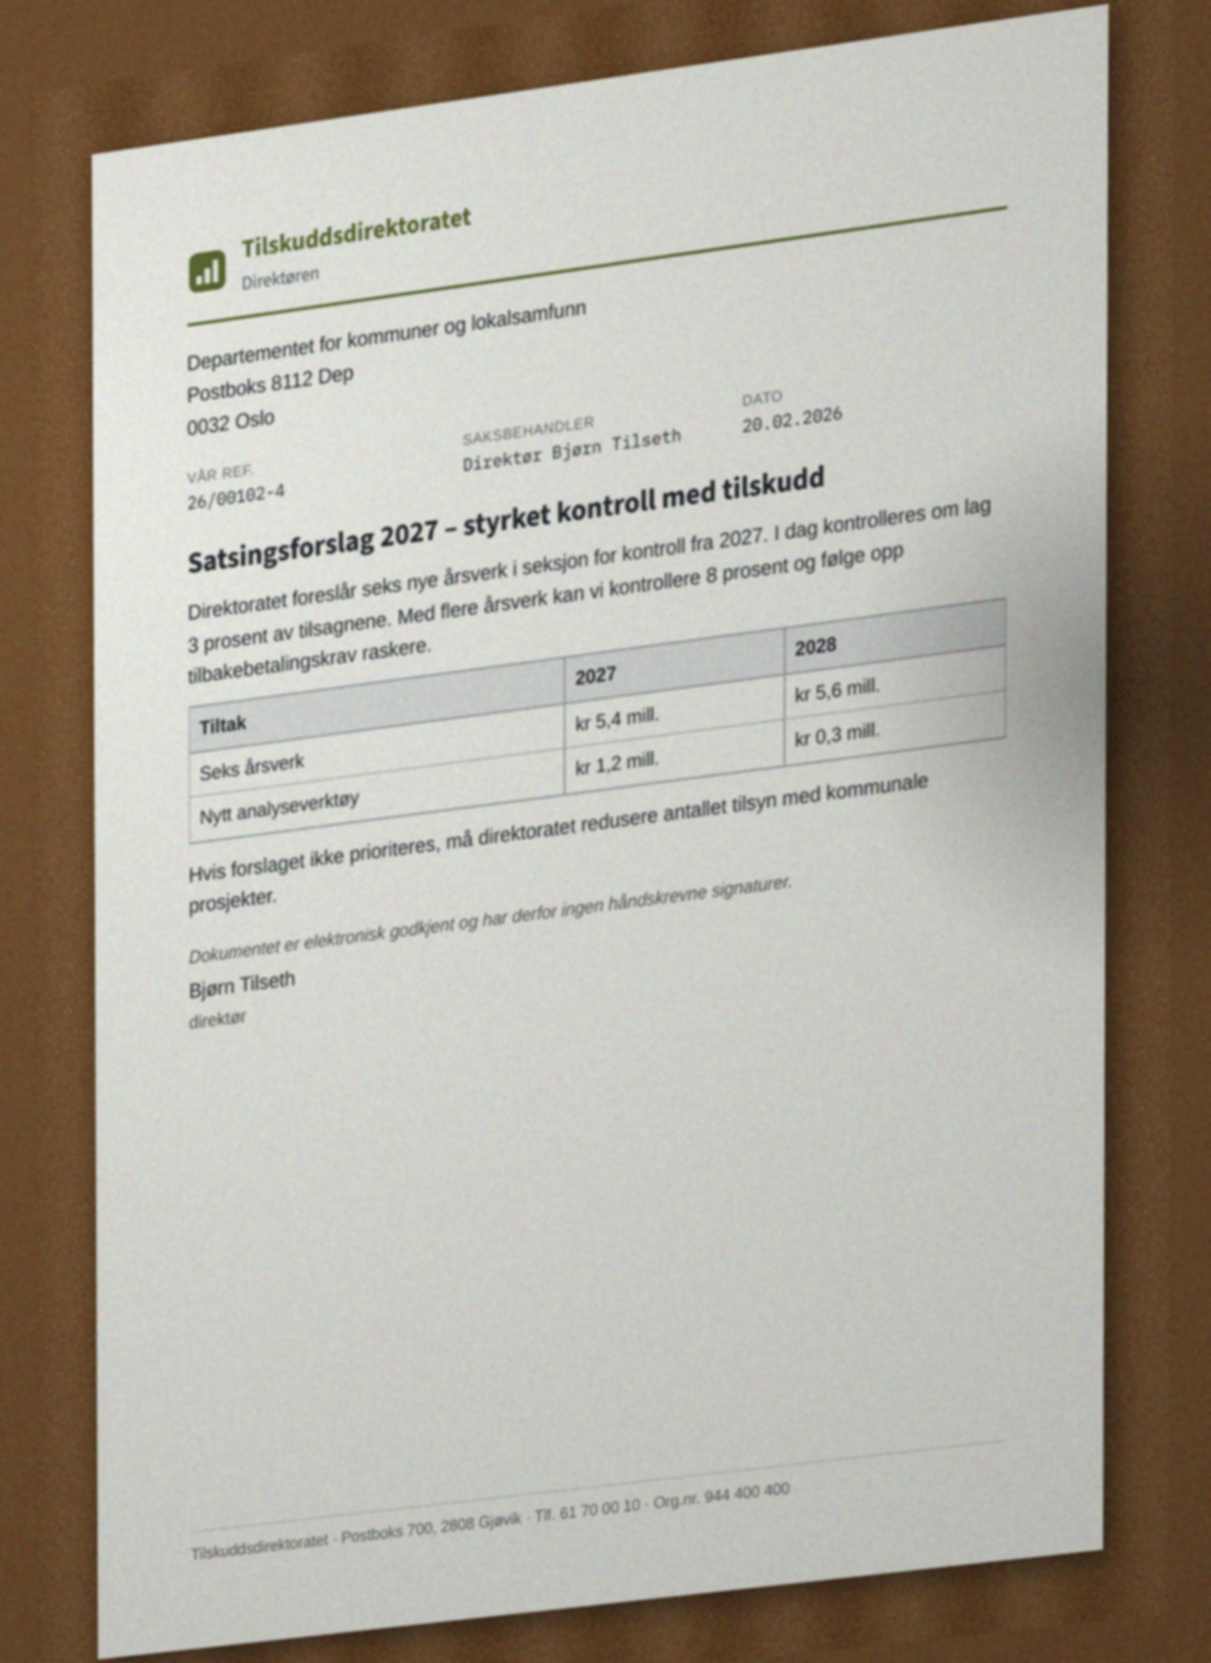 Tilskuddsdirektoratet
Direktøren
Departementet for kommuner og lokalsamfunn
Postboks 8112 Dep
0032 Oslo
VÅR REF. SAKSBEHANDLER DATO
26/00102-4 Direktør Bjørn Tilseth 20.02.2026
Satsingsforslag 2027 – styrket kontroll med tilskudd
Direktoratet foreslår seks nye årsverk i seksjon for kontroll fra 2027. I dag kontrolleres om lag
3 prosent av tilsagnene. Med flere årsverk kan vi kontrollere 8 prosent og følge opp
tilbakebetalingskrav raskere.
Tiltak 2027 2028
Seks årsverk kr 5,4 mill. kr 5,6 mill.
Nytt analyseverktøy kr 1,2 mill. kr 0,3 mill.
Hvis forslaget ikke prioriteres, må direktoratet redusere antallet tilsyn med kommunale
prosjekter.
Dokumentet er elektronisk godkjent og har derfor ingen håndskrevne signaturer.
Bjørn Tilseth
direktør
Tilskuddsdirektoratet · Postboks 700, 2808 Gjøvik · Tlf. 61 70 00 10 · Org.nr. 944 400 400